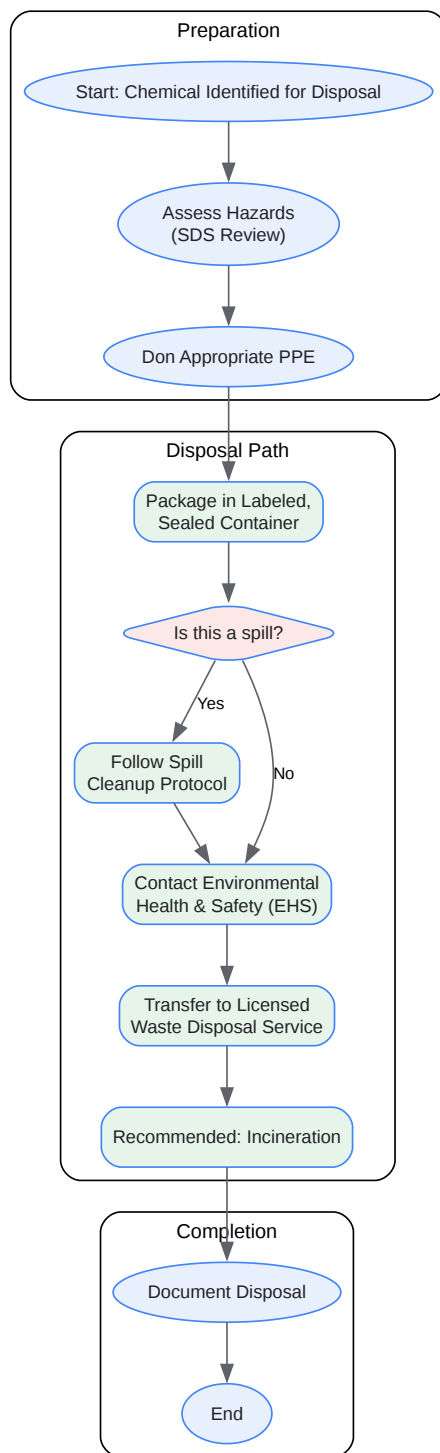 Preparation
Start: Chemical Identified for Disposal
Assess Hazards
(SDS Review)
Don Appropriate PPE
Disposal Path
Package in Labeled,
Sealed Container
Is this a spill?
Yes
Follow Spill
Cleanup Protocol
No
Contact Environmental
Health & Safety (EHS)
Transfer to Licensed
Waste Disposal Service
Recommended: Incineration
Completion
Document Disposal
End